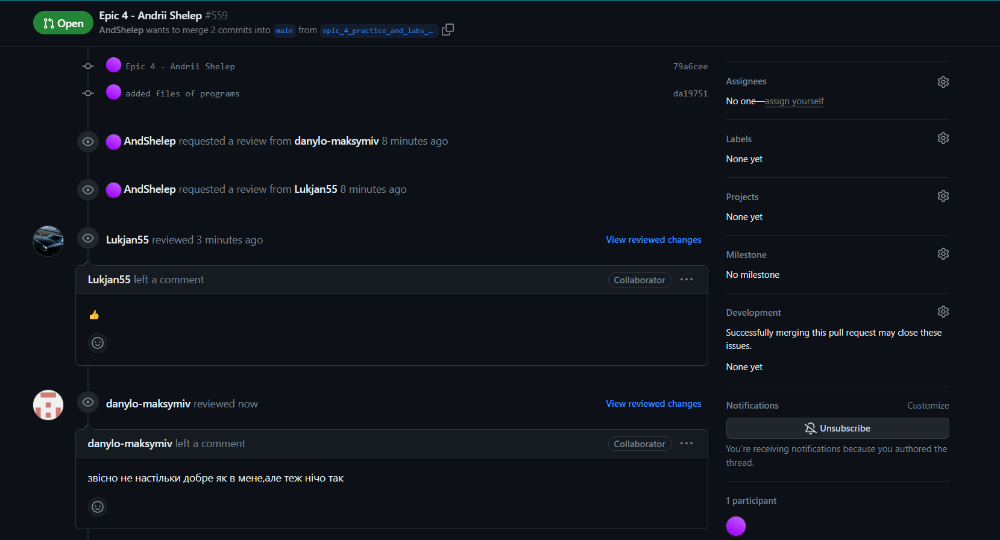 Open
Epic 4 - Andrii Shelep #559
AndShelep wants to merge 2 commits into main from epic_4_practice_and_labs_…
Epic 4 - Andrii Shelep 79a6cee
added files of programs da19751
AndShelep requested a review from danylo-maksymiv 8 minutes ago
AndShelep requested a review from Lukjan55 8 minutes ago
Lukjan55 reviewed 3 minutes ago View reviewed changes
Lukjan55 left a comment Collaborator
👍
danylo-maksymiv reviewed now View reviewed changes
danylo-maksymiv left a comment Collaborator
звісно не настільки добре як в мене,але теж нічо так
Assignees
No one—assign yourself
Labels
None yet
Projects
None yet
Milestone
No milestone
Development
Successfully merging this pull request may close these
issues.
None yet
Notifications Customize
Unsubscribe
You're receiving notifications because you authored the
thread.
1 participant